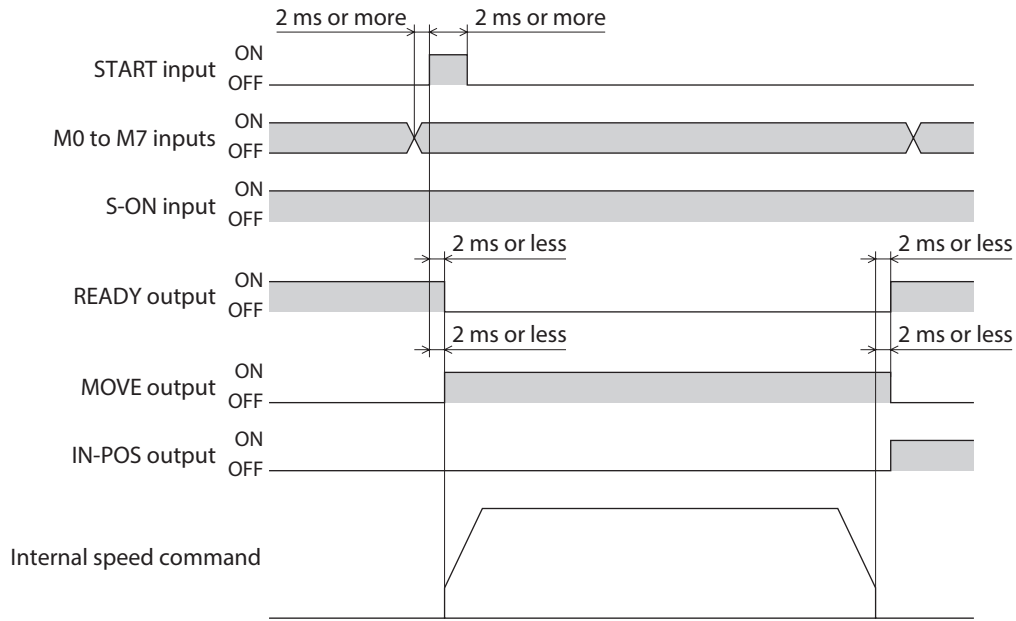 2 ms or more 2 ms or more
START input ON
OFF
M0 to M7 inputs ON
OFF
S-ON input ON
OFF
2 ms or less 2 ms or less
READY output ON
OFF
2 ms or less 2 ms or less
MOVE output ON
OFF
IN-POS output ON
OFF
Internal speed command